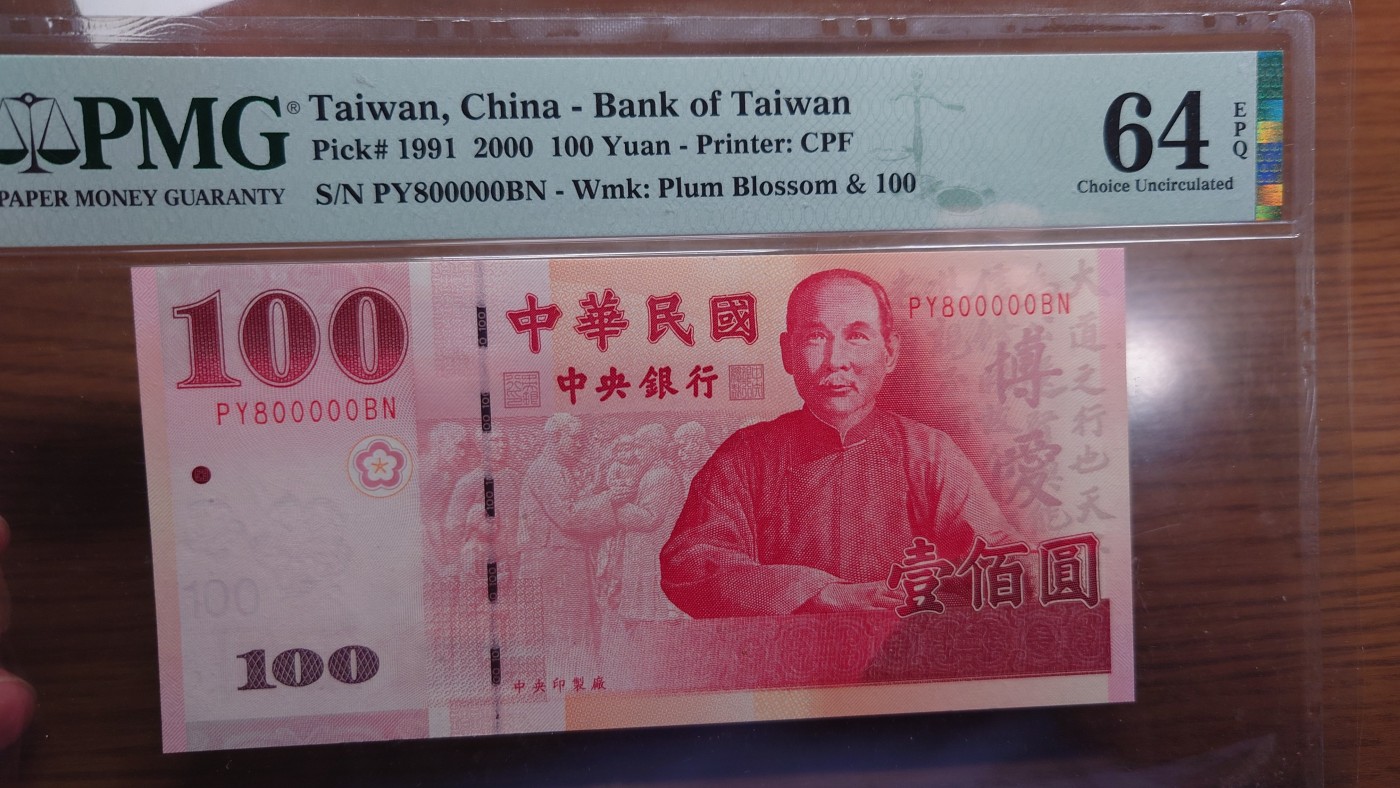 PMG®
PAPER MONEY GUARANTY
Taiwan, China - Bank of Taiwan
Pick# 1991 2000 100 Yuan - Printer: CPF
S/N PY800000BN - Wmk: Plum Blossom & 100
64
EPQ
Choice Uncirculated
100
中華民國
PY800000BN
中央銀行
PY800000BN
博愛
大道之行也天
100
壹佰圓
100
中央印製廠